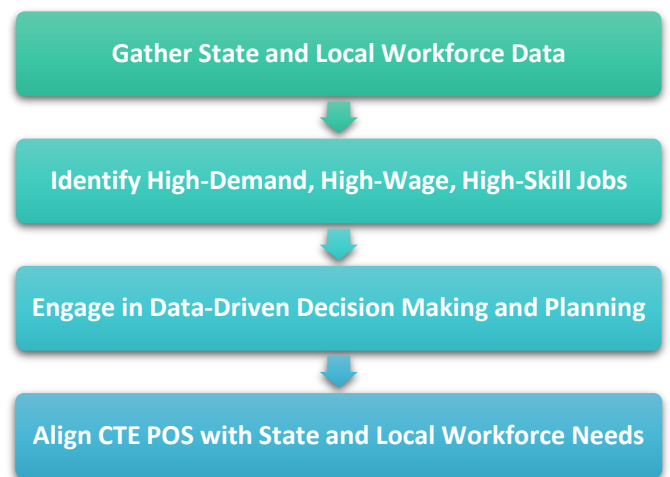 Gather State and Local Workforce Data
Identify High-Demand, High-Wage, High-Skill Jobs
Engage in Data-Driven Decision Making and Planning
Align CTE POS with State and Local Workforce Needs